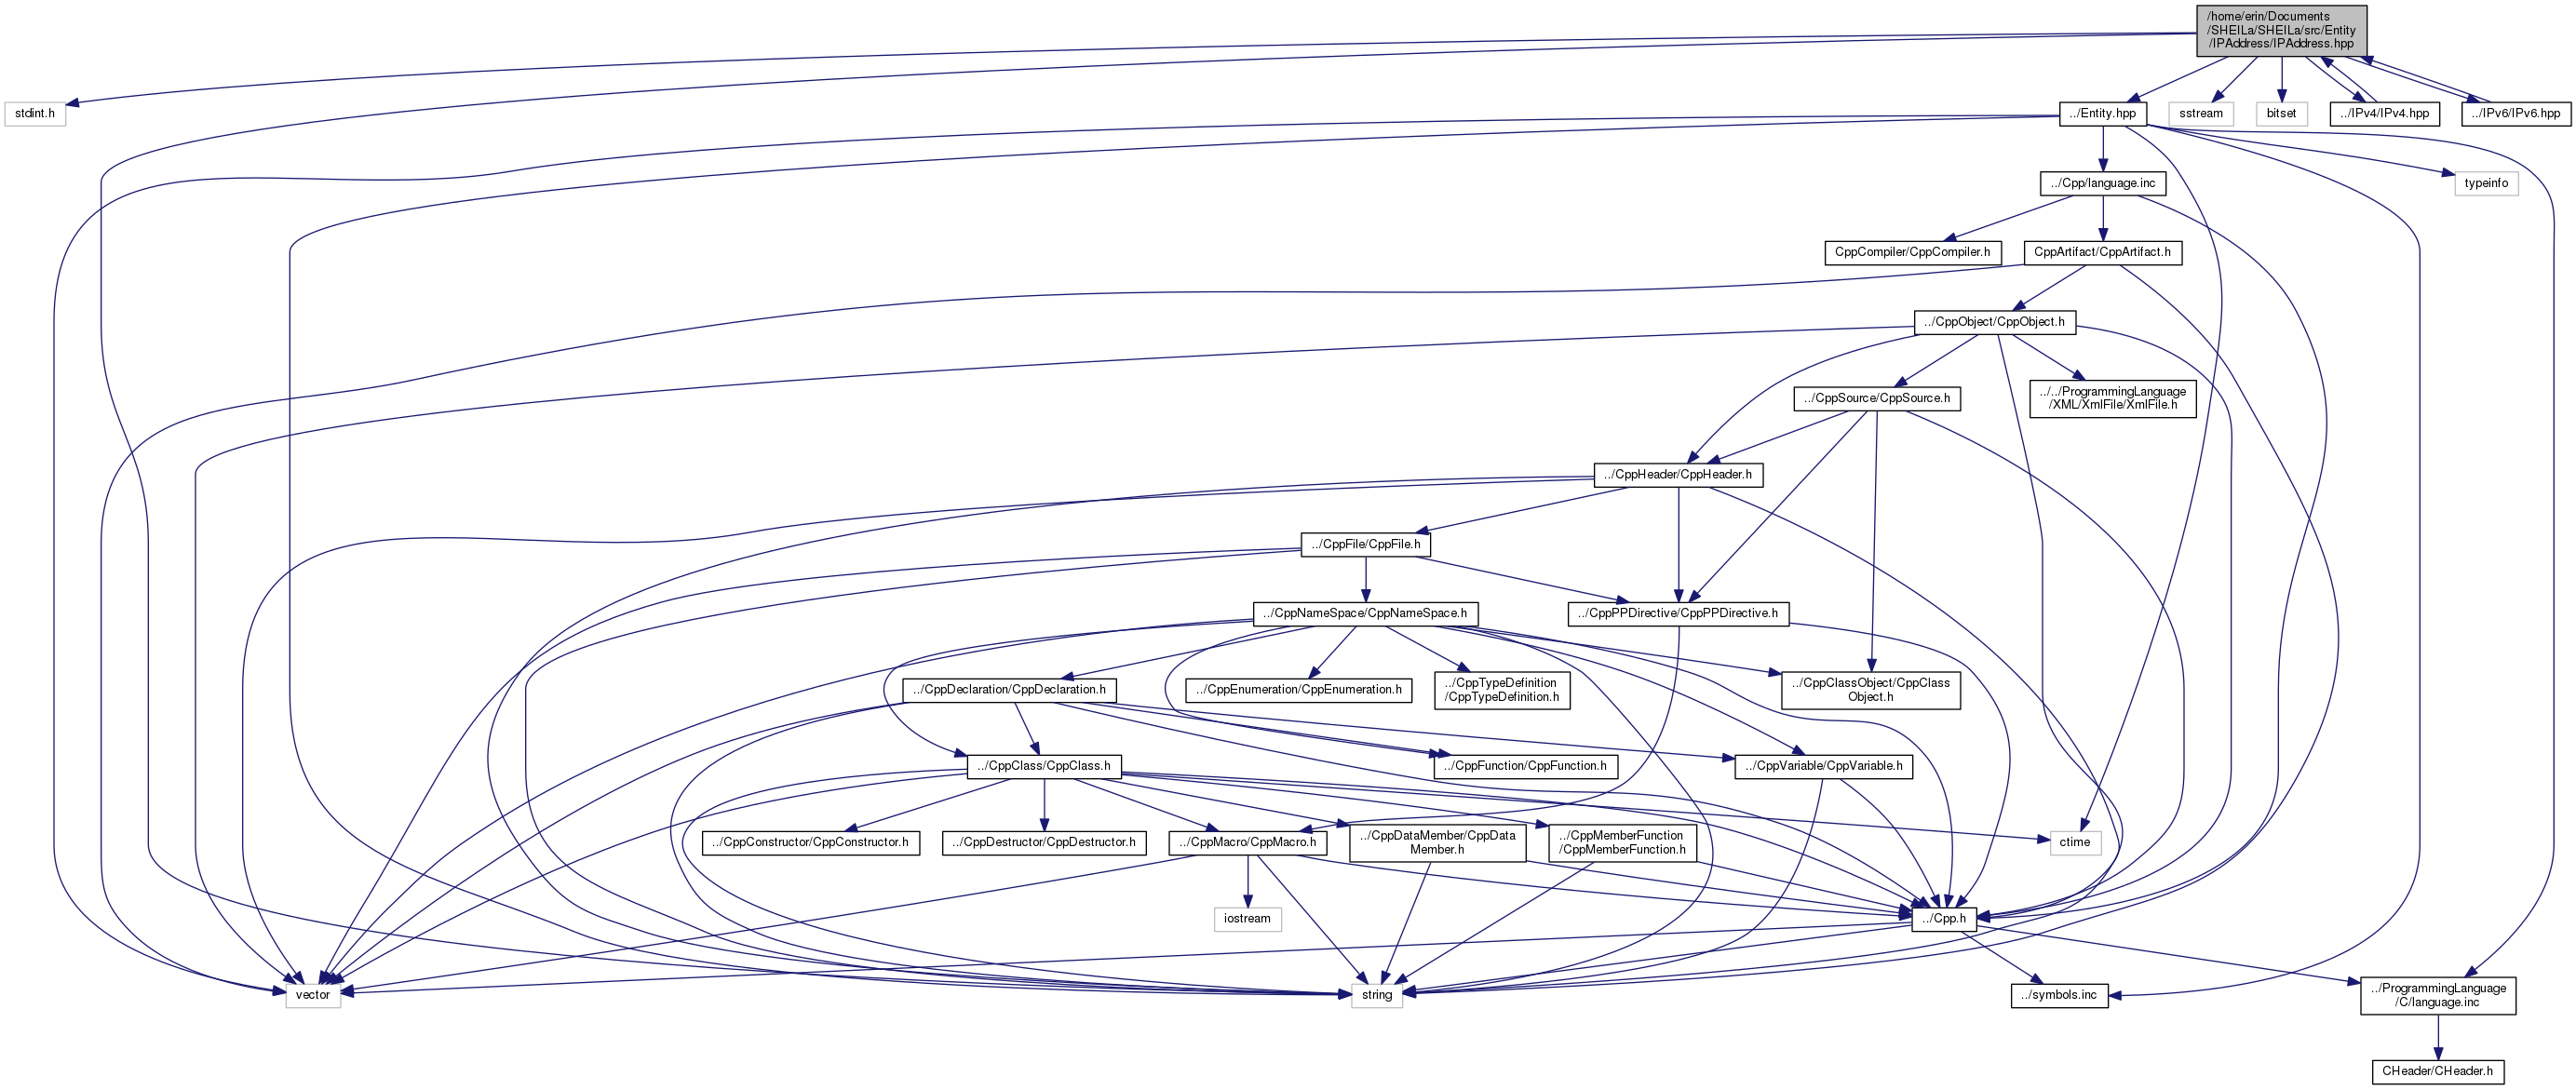 /home/erin/Documents
/SHEILa/SHEILa/src/Entity
/IPAddress/IPAddress.hpp
stdint.h
../Entity.hpp
sstream
bitset
../IPv4/IPv4.hpp
../IPv6/IPv6.hpp
../Cpp/language.inc
typeinfo
CppCompiler/CppCompiler.h
CppArtifact/CppArtifact.h
../CppObject/CppObject.h
../CppSource/CppSource.h
../../ProgrammingLanguage
/XML/XmlFile/XmlFile.h
../CppHeader/CppHeader.h
../CppFile/CppFile.h
../CppNameSpace/CppNameSpace.h
../CppPPDirective/CppPPDirective.h
../CppDeclaration/CppDeclaration.h
../CppEnumeration/CppEnumeration.h
../CppTypeDefinition
/CppTypeDefinition.h
../CppClassObject/CppClass
Object.h
../CppClass/CppClass.h
../CppFunction/CppFunction.h
../CppVariable/CppVariable.h
../CppConstructor/CppConstructor.h
../CppDestructor/CppDestructor.h
../CppMacro/CppMacro.h
../CppDataMember/CppData
Member.h
../CppMemberFunction
/CppMemberFunction.h
ctime
iostream
../Cpp.h
vector
string
../symbols.inc
../ProgrammingLanguage
/C/language.inc
CHeader/CHeader.h